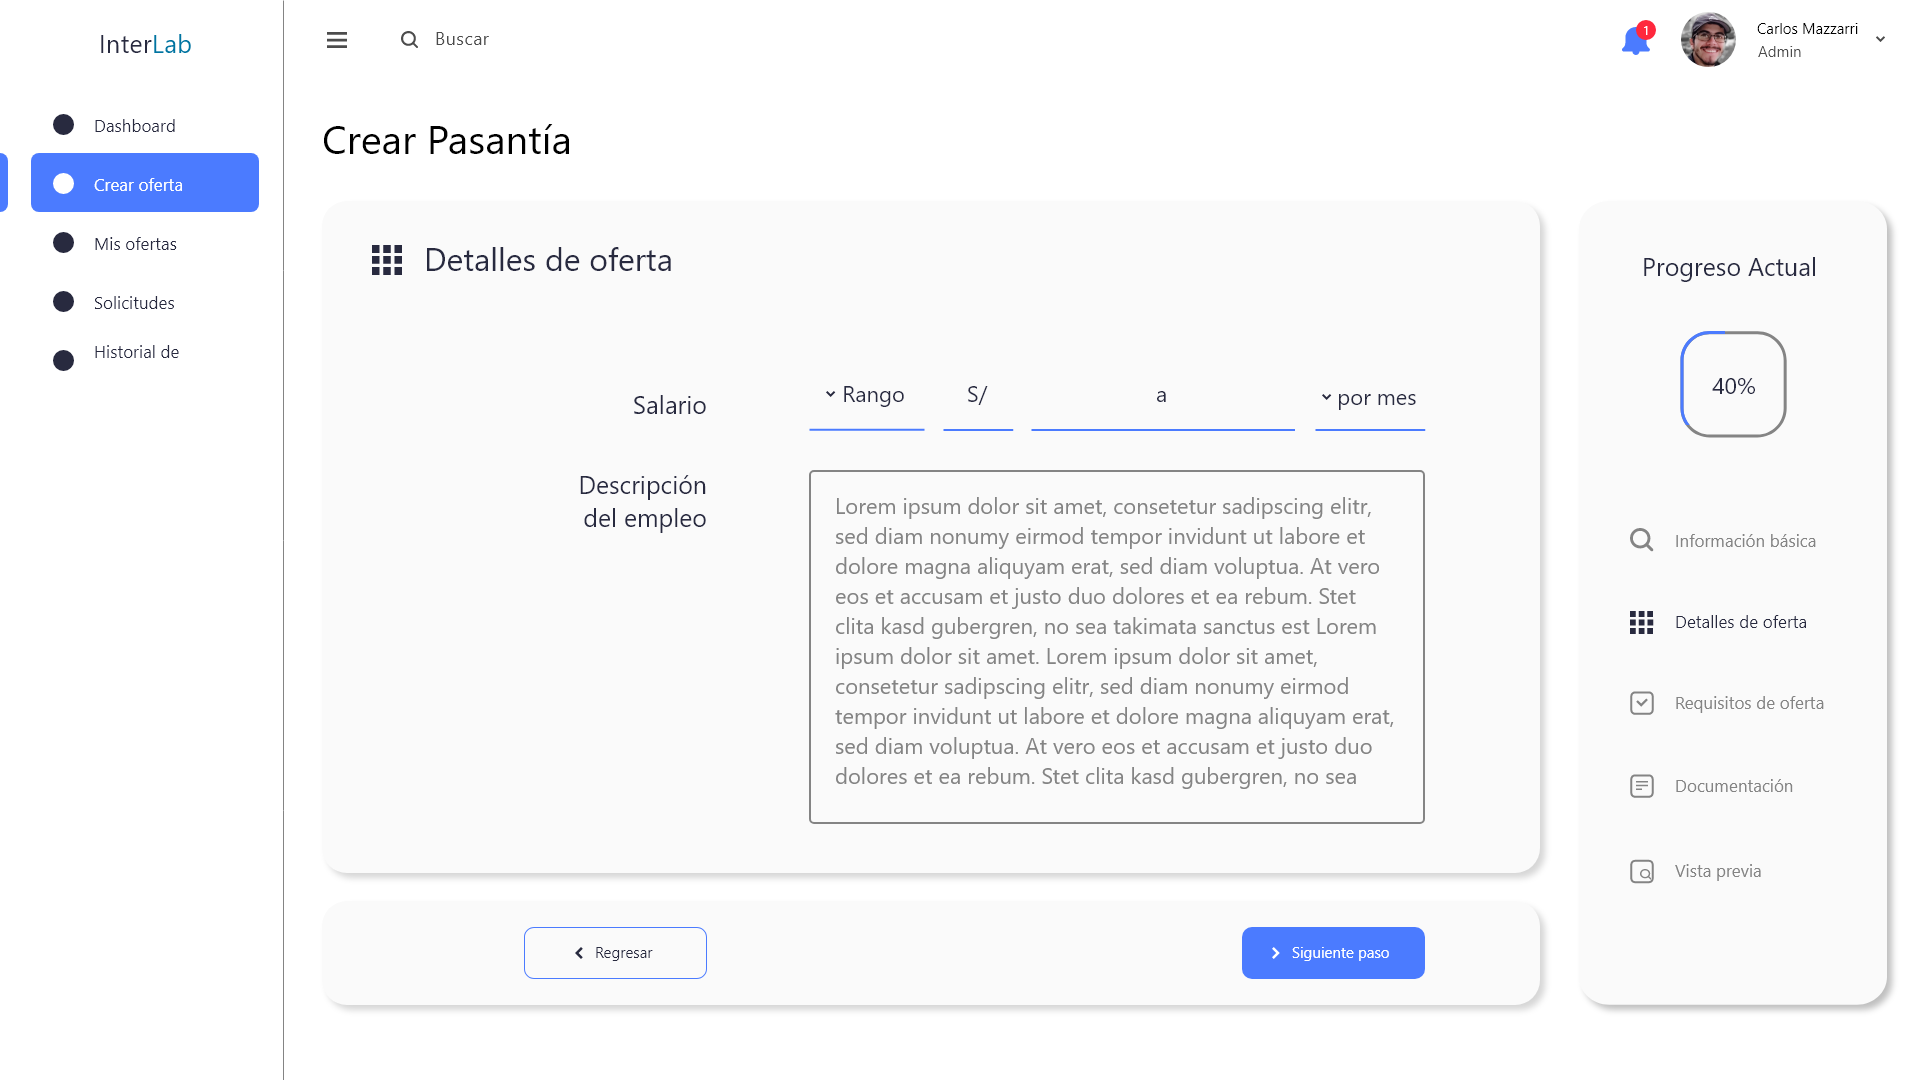 InterLab
Buscar
1
Carlos Mazzarri
Admin
Dashboard
Crear oferta
Mis ofertas
Solicitudes
Historial de
Crear Pasantía
Detalles de oferta
Salario
Rango
S/
a
por mes
Descripción
del empleo
Lorem ipsum dolor sit amet, consetetur sadipscing elitr,
sed diam nonumy eirmod tempor invidunt ut labore et
dolore magna aliquyam erat, sed diam voluptua. At vero
eos et accusam et justo duo dolores et ea rebum. Stet
clita kasd gubergren, no sea takimata sanctus est Lorem
ipsum dolor sit amet. Lorem ipsum dolor sit amet,
consetetur sadipscing elitr, sed diam nonumy eirmod
tempor invidunt ut labore et dolore magna aliquyam erat,
sed diam voluptua. At vero eos et accusam et justo duo
dolores et ea rebum. Stet clita kasd gubergren, no sea
Regresar
Siguiente paso
Progreso Actual
40%
Información básica
Detalles de oferta
Requisitos de oferta
Documentación
Vista previa